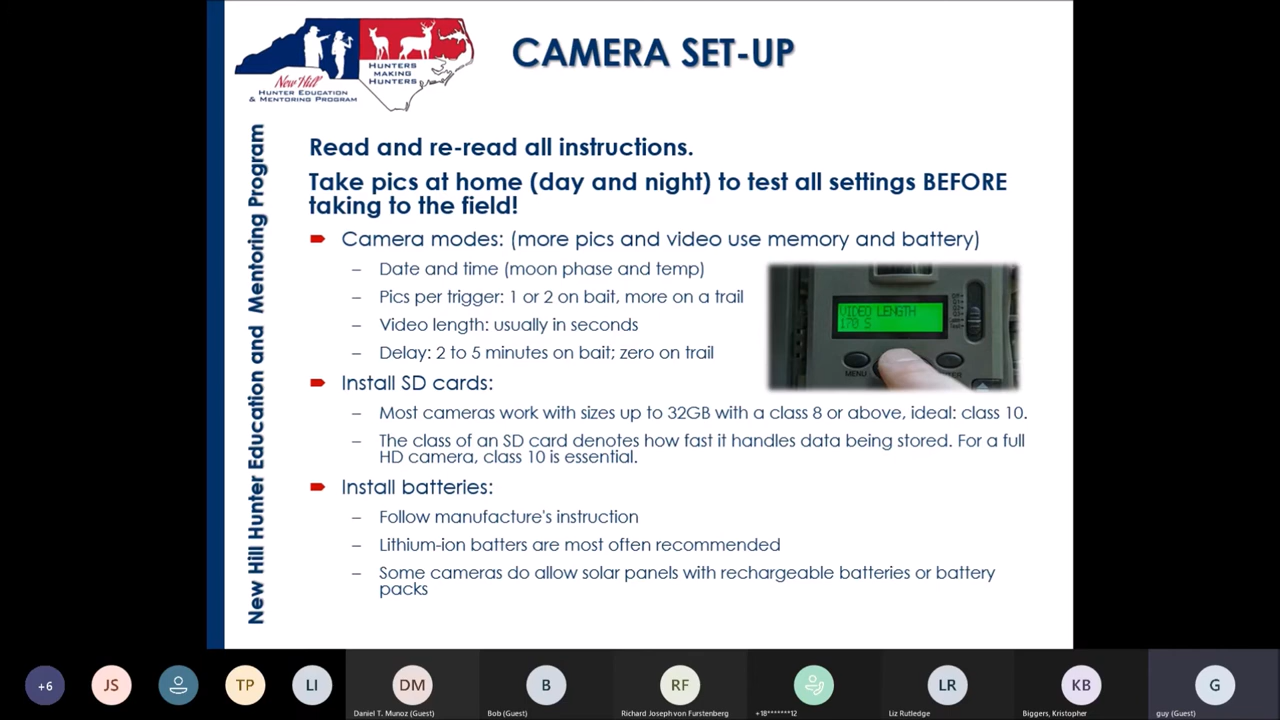 CAMERA SET-UP
New Hill
HUNTER EDUCATION
& MENTORING PROGRAM
HUNTERS
MAKING
HUNTERS
New Hill Hunter Education and Mentoring Program
Read and re-read all instructions.
Take pics at home (day and night) to test all settings BEFORE
taking to the field!
Camera modes: (more pics and video use memory and battery)
– Date and time (moon phase and temp)
– Pics per trigger: 1 or 2 on bait, more on a trail
– Video length: usually in seconds
– Delay: 2 to 5 minutes on bait; zero on trail
VIDEO LENGTH
170 S
MENU
Install SD cards:
– Most cameras work with sizes up to 32GB with a class 8 or above, ideal: class 10.
– The class of an SD card denotes how fast it handles data being stored. For a full
HD camera, class 10 is essential.
Install batteries:
– Follow manufacture's instruction
– Lithium-ion batters are most often recommended
– Some cameras do allow solar panels with rechargeable batteries or battery
packs
+6
JS
TP
LI
DM
Daniel T. Munoz (Guest)
B
Bob (Guest)
RF
Richard Joseph von Furstenberg
+18*******12
LR
Liz Rutledge
KB
Biggers, Kristopher
G
guy (Guest)